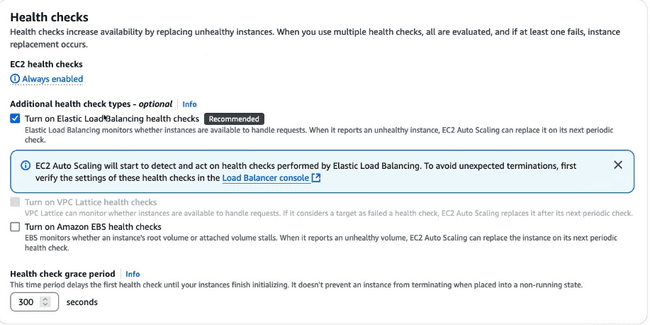 Health checks
Health checks increase availability by replacing unhealthy instances. When you use multiple health checks, all are evaluated, and if at least one fails, instance
replacement occurs.
EC2 health checks
Always enabled
Additional health check types - optional | Info
Turn on Elastic Load Balancing health checks Recommended
Elastic Load Balancing monitors whether instances are available to handle requests. When it reports an unhealthy instance, EC2 Auto Scaling can replace it on its next periodic
check.
EC2 Auto Scaling will start to detect and act on health checks performed by Elastic Load Balancing. To avoid unexpected terminations, first
verify the settings of these health checks in the Load Balancer console
Turn on VPC Lattice health checks
VPC Lattice can monitor whether instances are available to handle requests. If it considers a target as failed a health check, EC2 Auto Scaling replaces it after its next periodic check.
Turn on Amazon EBS health checks
EBS monitors whether an instance's root volume or attached volume stalls. When it reports an unhealthy volume, EC2 Auto Scaling can replace the instance on its next periodic
health check.
Health check grace period | Info
This time period delays the first health check until your instances finish initializing. It doesn't prevent an instance from terminating when placed into a non-running state.
300 seconds